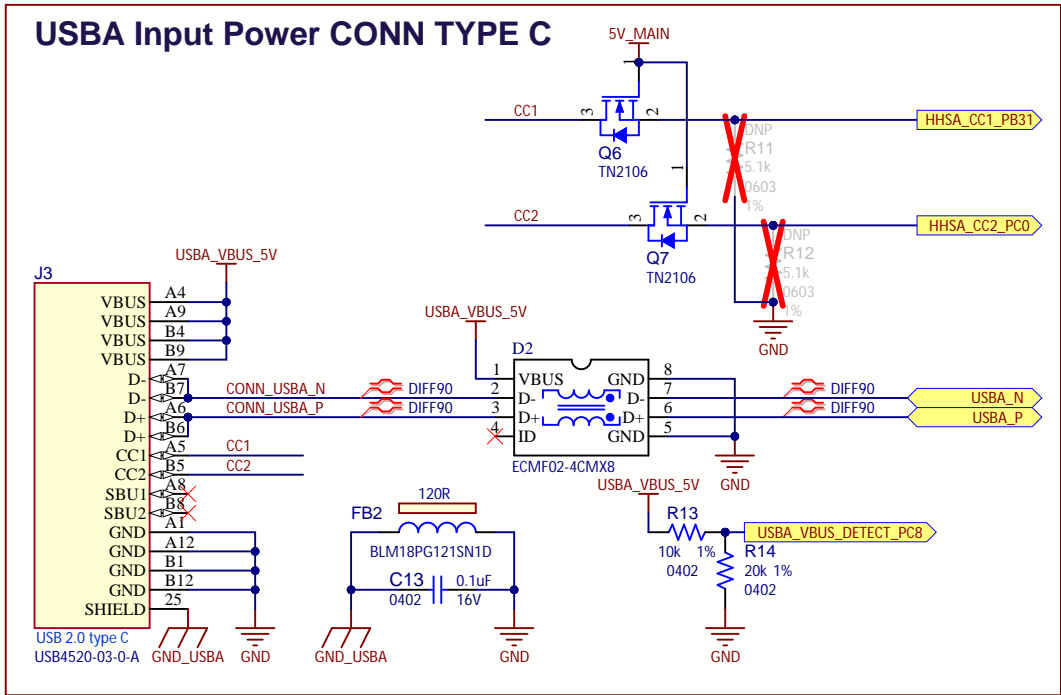 USBA Input Power CONN TYPE C
5V_MAIN
1
CC1
3
2
HHSA_CC1_PB31
Q6
TN2106
DNP
R11
5.1k
0603
1%
1
CC2
3
2
HHSA_CC2_PC0
Q7
TN2106
DNP
R12
5.1k
0603
1%
GND
USBA_VBUS_5V
J3
VBUS A4
VBUS A9
VBUS B4
VBUS B9
D- A7
D- B7
D+ A6
D+ B6
CC1 A5
CC2 B5
SBU1 A8
SBU2 B8
GND A1
GND A12
GND B1
GND B12
SHIELD 25
USB 2.0 type C
USB4520-03-0-A
GND_USBA
GND
CONN_USBA_N
CONN_USBA_P
DIFF90
DIFF90
CC1
CC2
USBA_VBUS_5V
D2
1 VBUS GND 8
2 D- D- 7
3 D+ D+ 6
4 ID GND 5
ECMF02-4CMX8
DIFF90
DIFF90
USBA_N
USBA_P
GND
120R
FB2
BLM18PG121SN1D
C13 0.1uF
0402 16V
GND_USBA
GND
USBA_VBUS_5V
R13
10k 1%
0402
USBA_VBUS_DETECT_PC8
R14
20k 1%
0402
GND